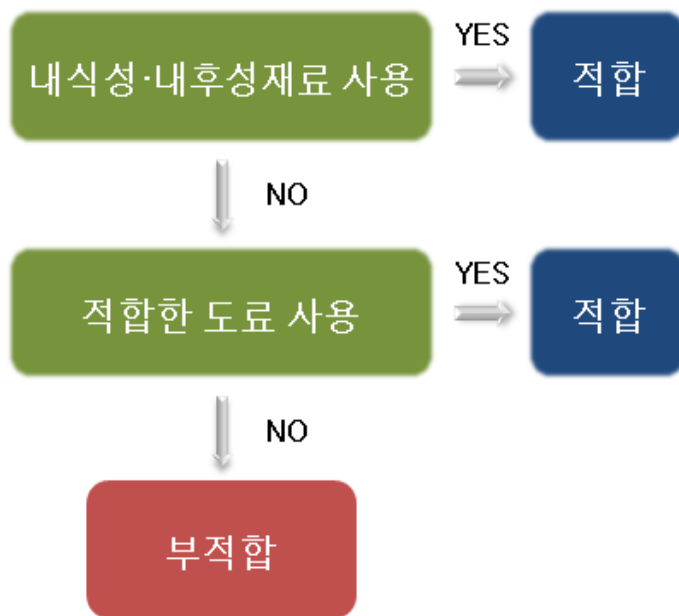 내식성·내후성재료 사용
YES
적합
NO
적합한 도료 사용
YES
적합
NO
부적합